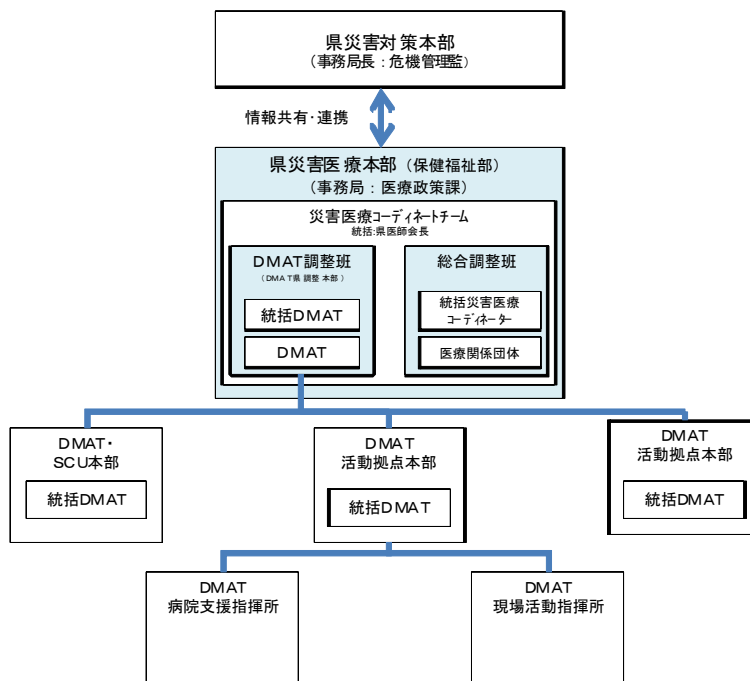 県災害対策本部
(事務局長:危機管理監)
情報共有・連携
県災害医療本部(保健福祉部)
(事務局:医療政策課)
災害医療コーディネートチーム
統括:県医師会長
DMAT調整班
(DMAT県調整本部)
統括DMAT
DMAT
総合調整班
統括災害医療
コーディネーター
医療関係団体
DMAT・
SCU本部
統括DMAT
DMAT
活動拠点本部
統括DMAT
DMAT
活動拠点本部
統括DMAT
DMAT
病院支援指揮所
DMAT
現場活動指揮所